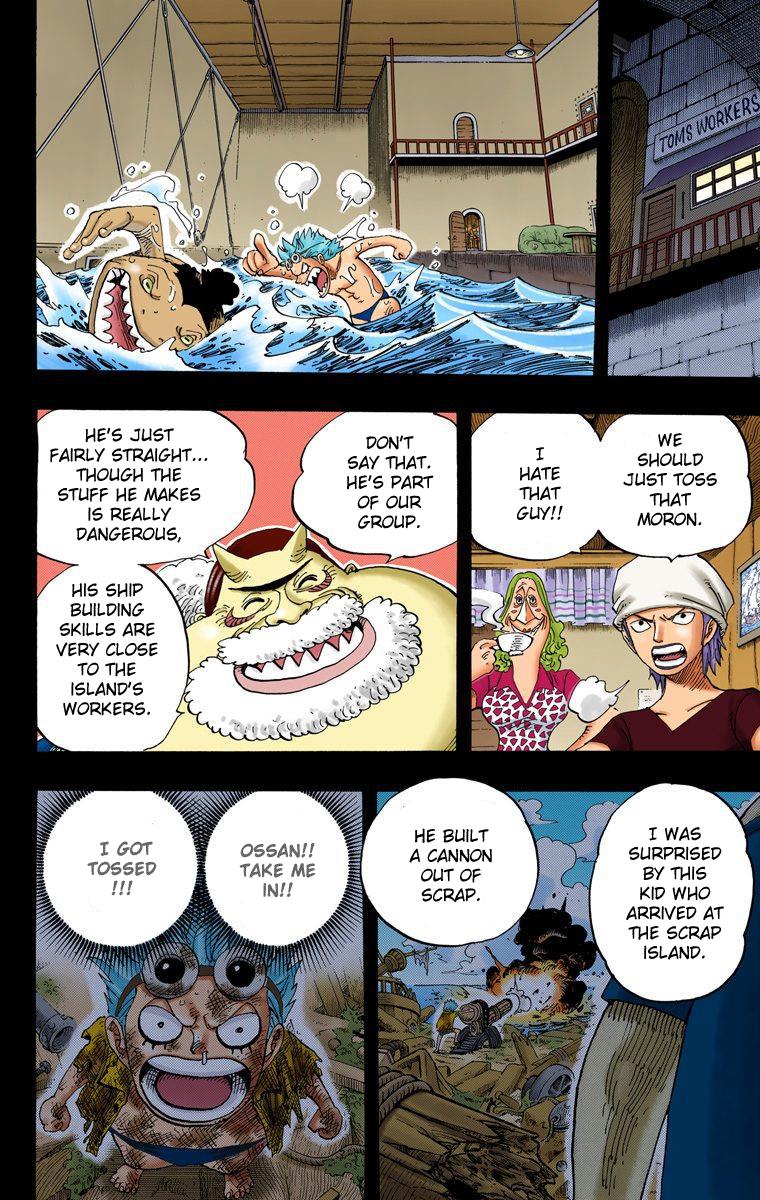 TOMS WORKERS
WE
SHOULD
JUST TOSS
THAT
MORON.
I
HATE
THAT
GUY!!
DON'T
SAY THAT.
HE'S PART
OF OUR
GROUP.
HE'S JUST
FAIRLY STRAIGHT...
THOUGH THE
STUFF HE MAKES
IS REALLY
DANGEROUS,
HIS SHIP
BUILDING
SKILLS ARE
VERY CLOSE
TO THE
ISLAND'S
WORKERS.
I WAS
SURPRISED
BY THIS
KID WHO
ARRIVED AT
THE SCRAP
ISLAND.
HE BUILT
A CANNON
OUT OF
SCRAP.
OSSAN!!
TAKE ME
IN!!
I GOT
TOSSED
!!!